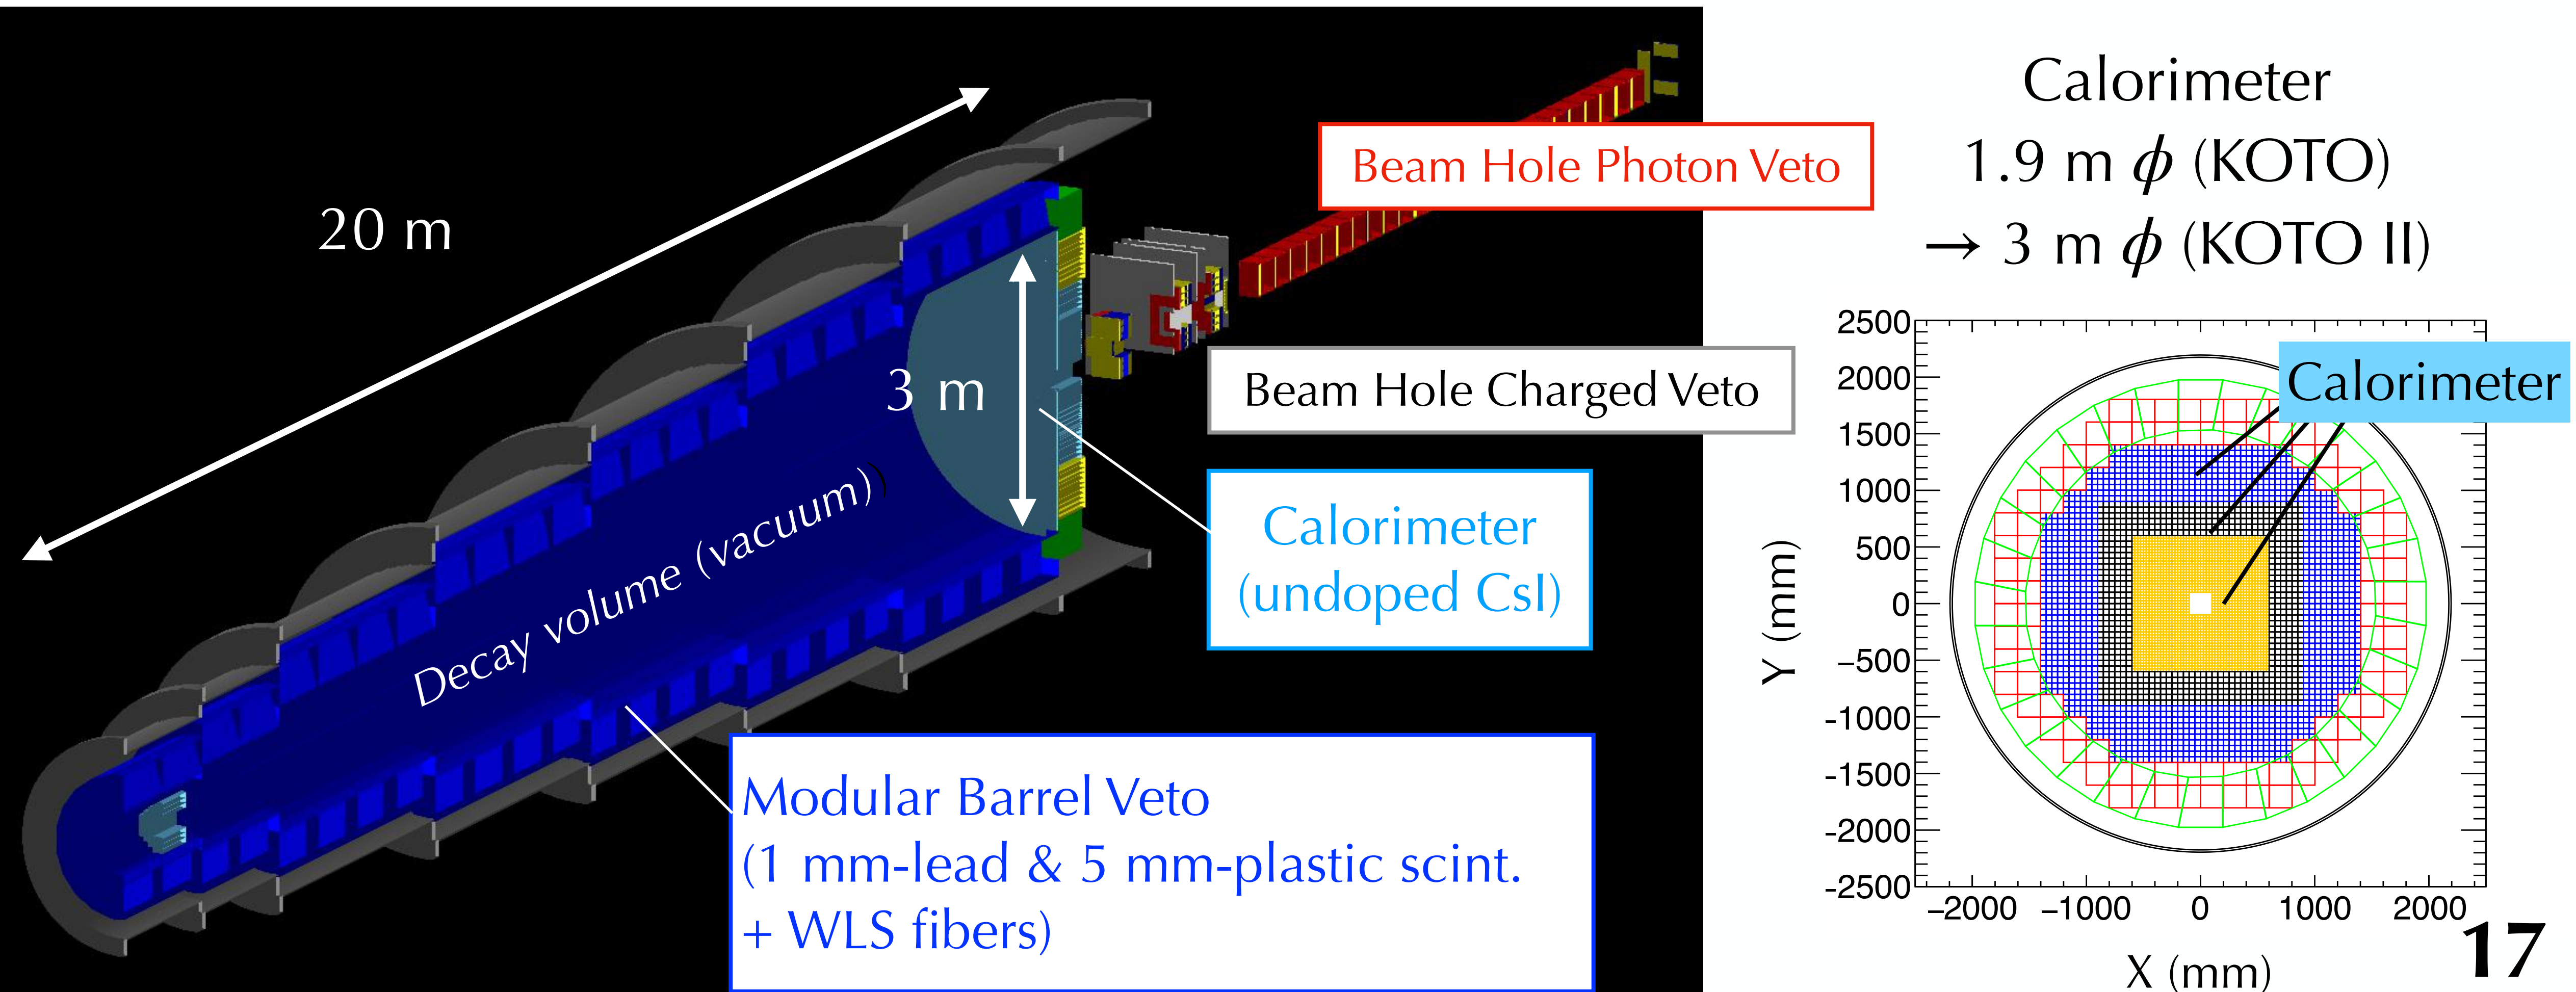 20 m
3 m
Decay volume (vacuum))
Beam Hole Photon Veto
Beam Hole Charged Veto
Calorimeter
(undoped CsI)
Modular Barrel Veto
(1 mm-lead & 5 mm-plastic scint.
+ WLS fibers)
Calorimeter
1.9 m ϕ (KOTO)
→ 3 m ϕ (KOTO II)
Calorimeter
Y (mm)
2500
2000
1500
1000
500
0
−500
-1000
-1500
-2000
-2500
−2000 −1000 0 1000 2000
X (mm)
17